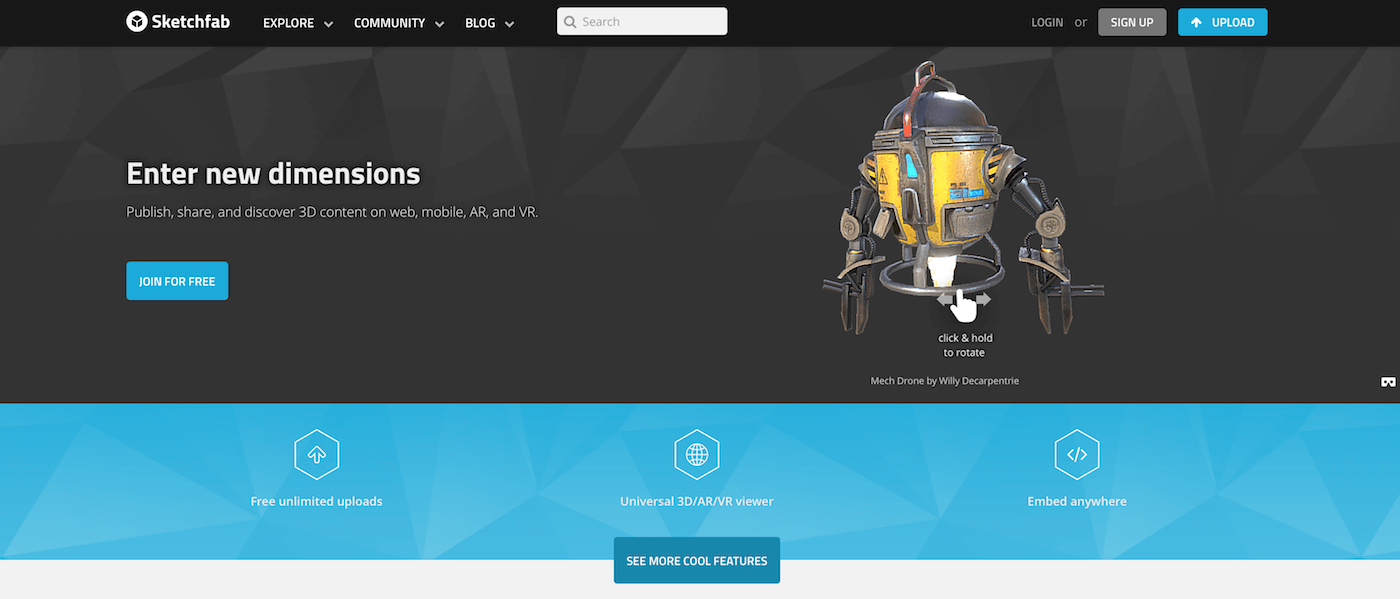 Sketchfab
EXPLORE
COMMUNITY
BLOG
Search
LOGIN or SIGN UP
UPLOAD
Enter new dimensions
Publish, share, and discover 3D content on web, mobile, AR, and VR.
JOIN FOR FREE
click & hold
to rotate
Mech Drone by Willy Decarpentrie
Free unlimited uploads
Universal 3D/AR/VR viewer
Embed anywhere
SEE MORE COOL FEATURES